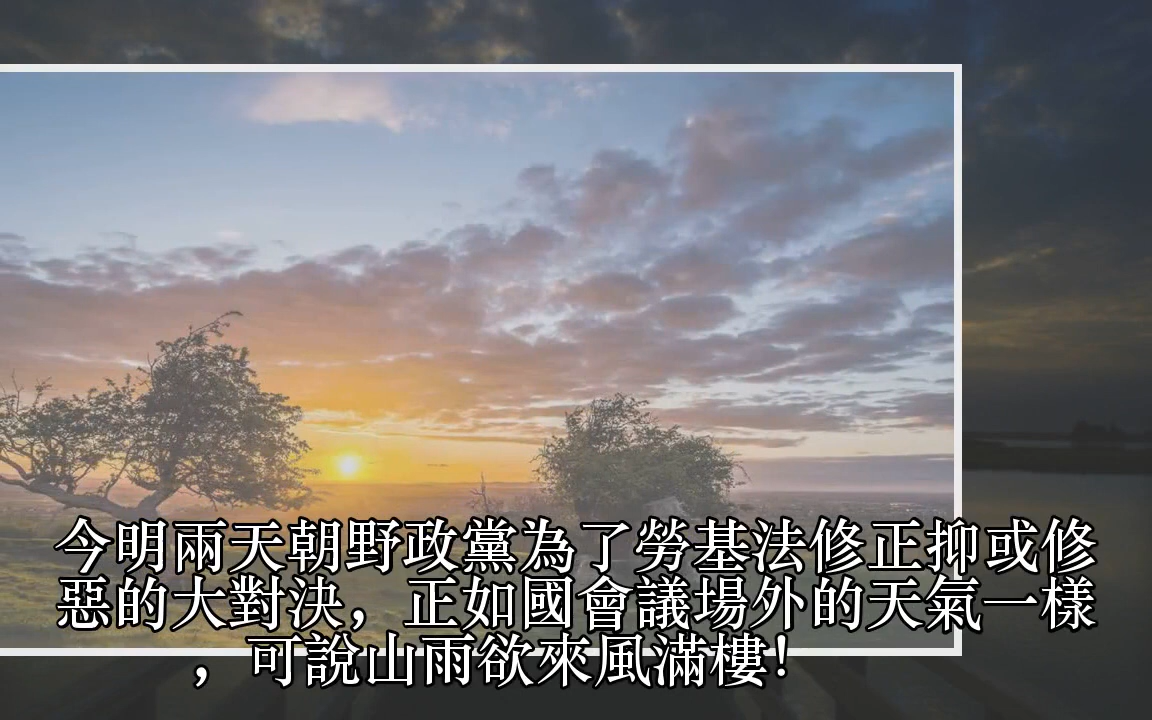 今明兩天朝野政黨為了勞基法修正抑或修
惡的大對決，正如國會議場外的天氣一樣
，可說山雨欲來風滿樓！